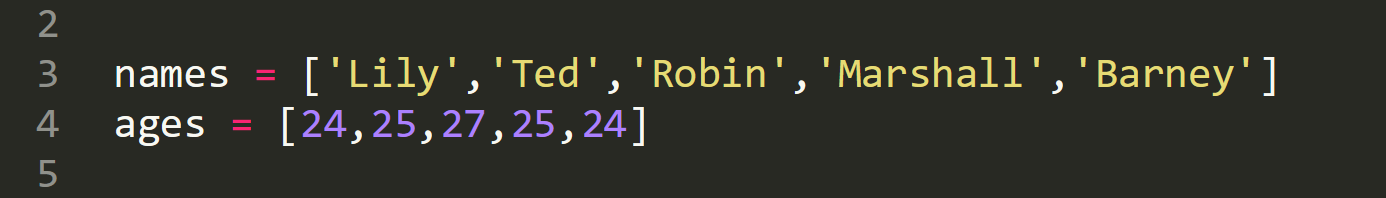 2
3 names = ['Lily','Ted','Robin','Marshall','Barney']
4 ages = [24,25,27,25,24]
5